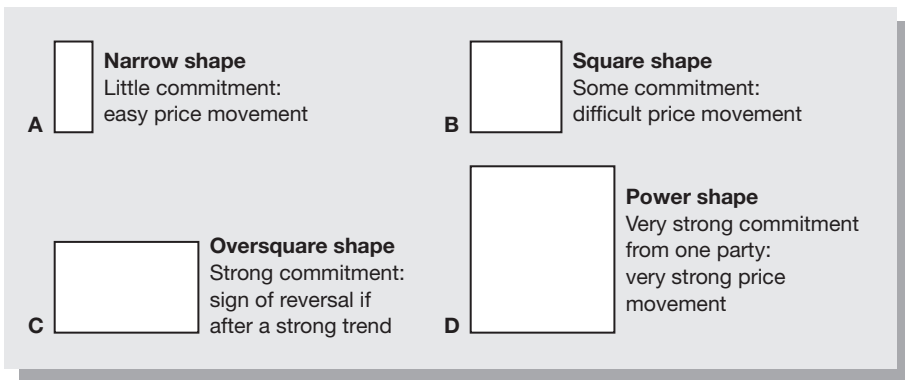 A
Narrow shape
Little commitment:
easy price movement
B
Square shape
Some commitment:
difficult price movement
C
Oversquare shape
Strong commitment:
sign of reversal if
after a strong trend
D
Power shape
Very strong commitment
from one party:
very strong price
movement